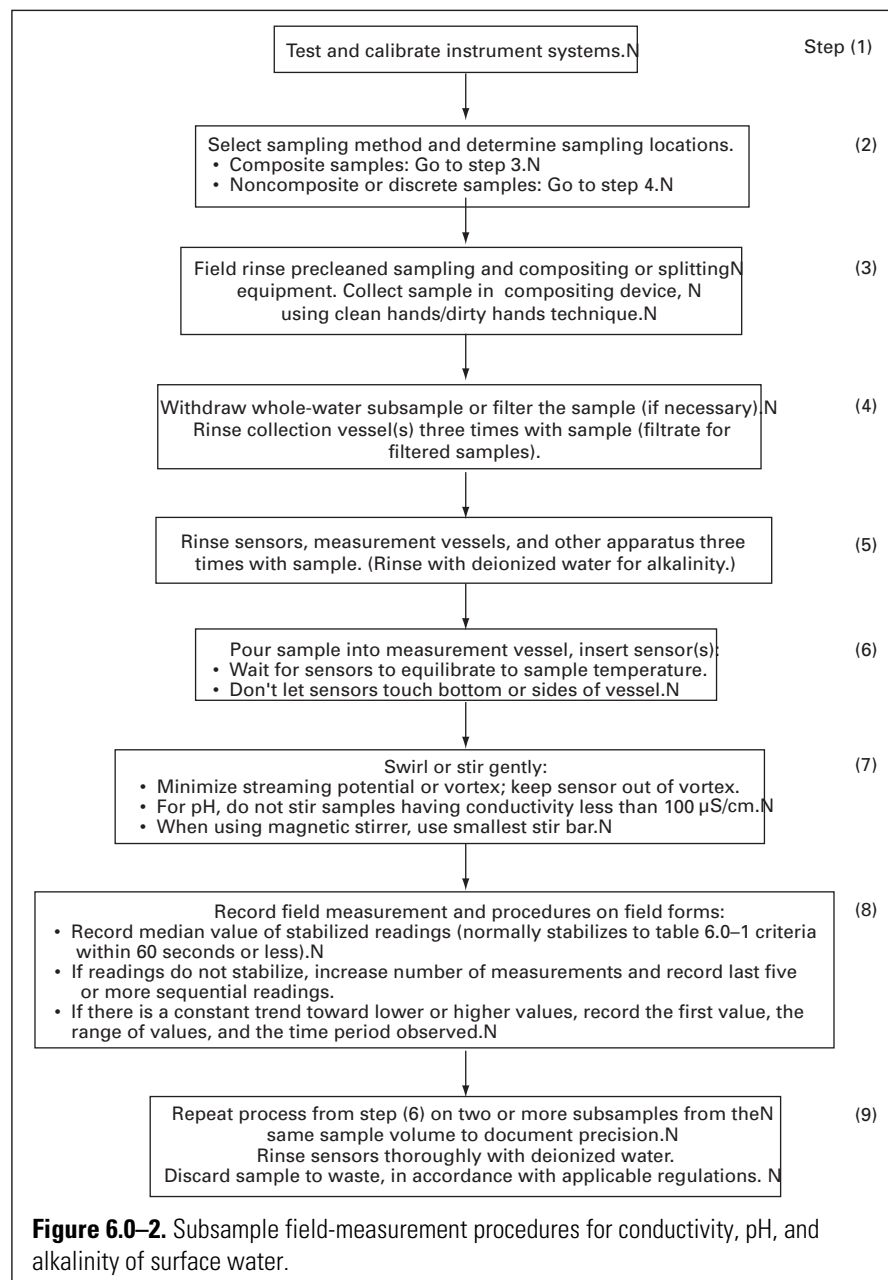 Test and calibrate instrument systems.N
Step (1)
Select sampling method and determine sampling locations.
• Composite samples: Go to step 3.N
• Noncomposite or discrete samples: Go to step 4.N
(2)
Field rinse precleaned sampling and compositing or splittingN
equipment. Collect sample in compositing device, N
using clean hands/dirty hands technique.N
(3)
Withdraw whole-water subsample or filter the sample (if necessary).N
Rinse collection vessel(s) three times with sample (filtrate for
filtered samples).
(4)
Rinse sensors, measurement vessels, and other apparatus three
times with sample. (Rinse with deionized water for alkalinity.)
(5)
Pour sample into measurement vessel, insert sensor(s):
• Wait for sensors to equilibrate to sample temperature.
• Don't let sensors touch bottom or sides of vessel.N
(6)
Swirl or stir gently:
• Minimize streaming potential or vortex; keep sensor out of vortex.
• For pH, do not stir samples having conductivity less than 100 µS/cm.N
• When using magnetic stirrer, use smallest stir bar.N
(7)
Record field measurement and procedures on field forms:
• Record median value of stabilized readings (normally stabilizes to table 6.0–1 criteria
within 60 seconds or less).N
• If readings do not stabilize, increase number of measurements and record last five
or more sequential readings.
• If there is a constant trend toward lower or higher values, record the first value, the
range of values, and the time period observed.N
(8)
Repeat process from step (6) on two or more subsamples from theN
same sample volume to document precision.N
Rinse sensors thoroughly with deionized water.
Discard sample to waste, in accordance with applicable regulations. N
(9)
Figure 6.0–2. Subsample field-measurement procedures for conductivity, pH, and
alkalinity of surface water.